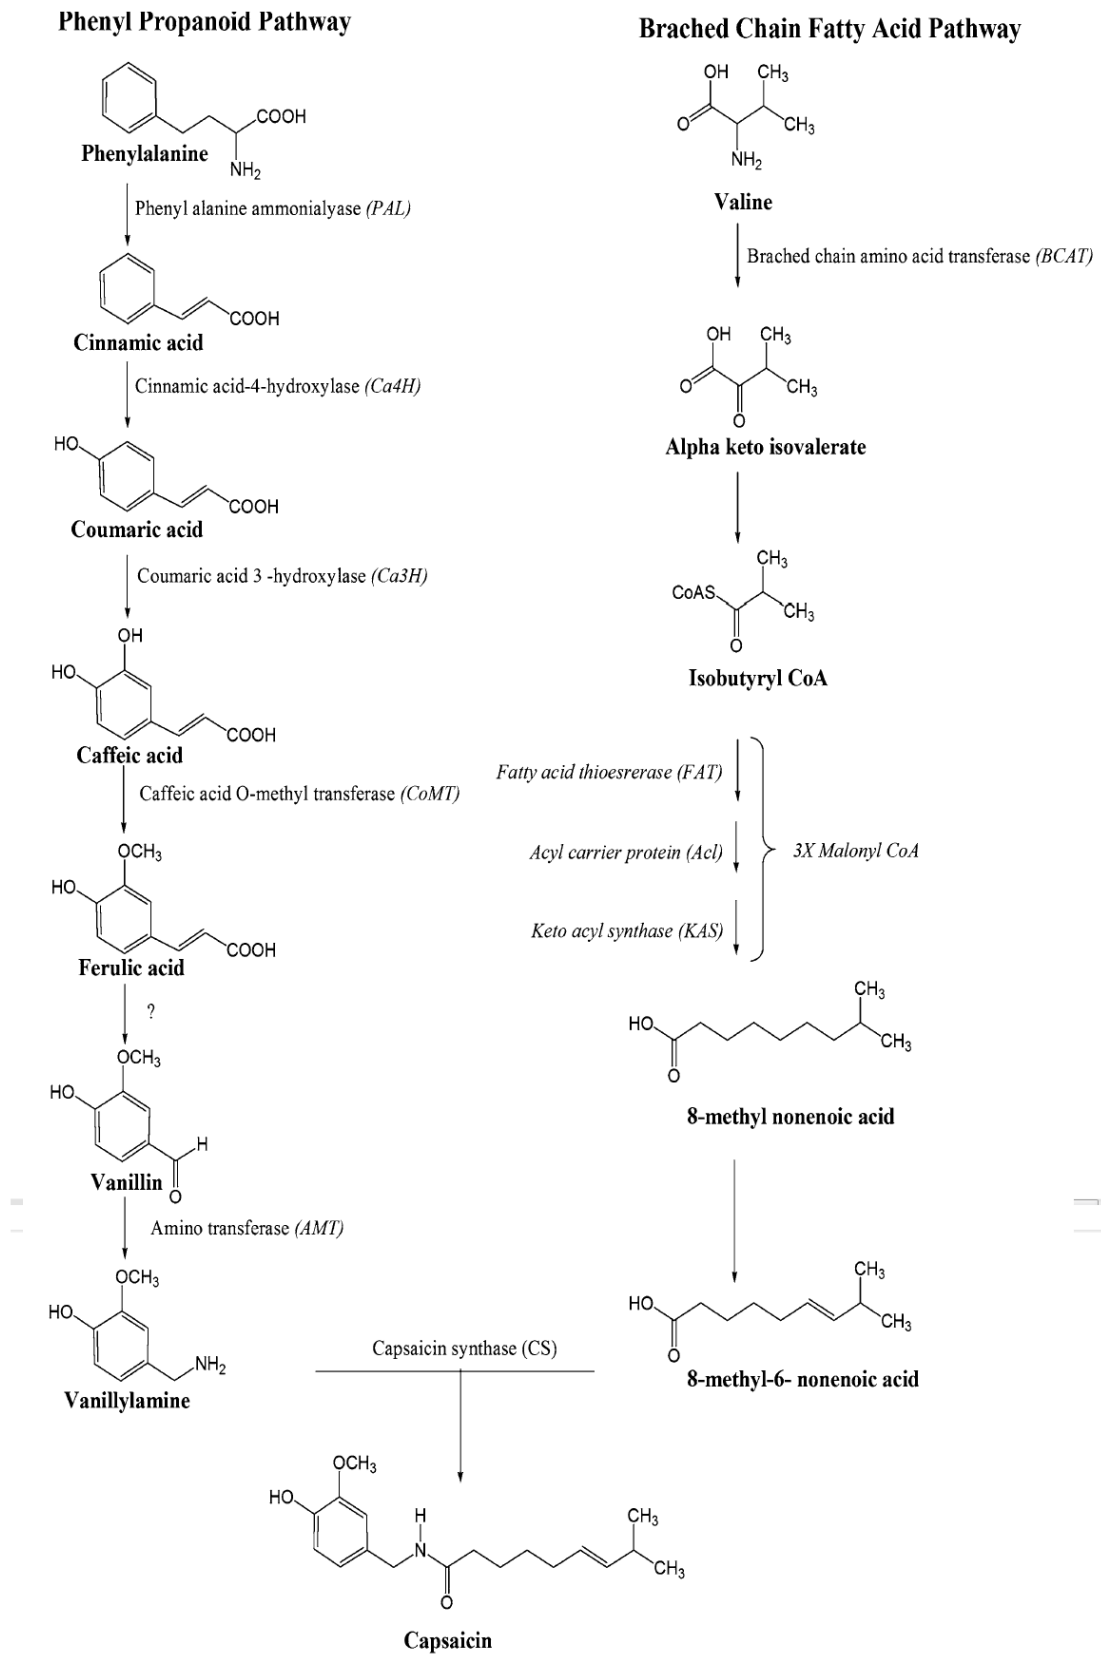 Phenyl Propanoid Pathway
COOH
NH2
Phenylalanine
Phenyl alanine ammonialyase (PAL)
COOH
Cinnamic acid
Cinnamic acid-4-hydroxylase (Ca4H)
HO
COOH
Coumaric acid
Coumaric acid 3 -hydroxylase (Ca3H)
OH
HO
COOH
Caffeic acid
Caffeic acid O-methyl transferase (CoMT)
OCH3
HO
COOH
Ferulic acid
?
OCH3
HO
H
O
Vanillin
Amino transferase (AMT)
OCH3
HO
NH2
Vanillylamine
Brached Chain Fatty Acid Pathway
OH CH3
O CH3
NH2
Valine
Brached chain amino acid transferase (BCAT)
OH CH3
O CH3
O
Alpha keto isovalerate
CH3
CoAS
CH3
O
Isobutyryl CoA
Fatty acid thioesrerase (FAT)
Acyl carrier protein (Acl)
3X Malonyl CoA
Keto acyl synthase (KAS)
CH3
HO
CH3
O
8-methyl nonenoic acid
CH3
HO
CH3
O
8-methyl-6- nonenoic acid
Capsaicin synthase (CS)
OCH3
HO
H
N
O
CH3
CH3
Capsaicin